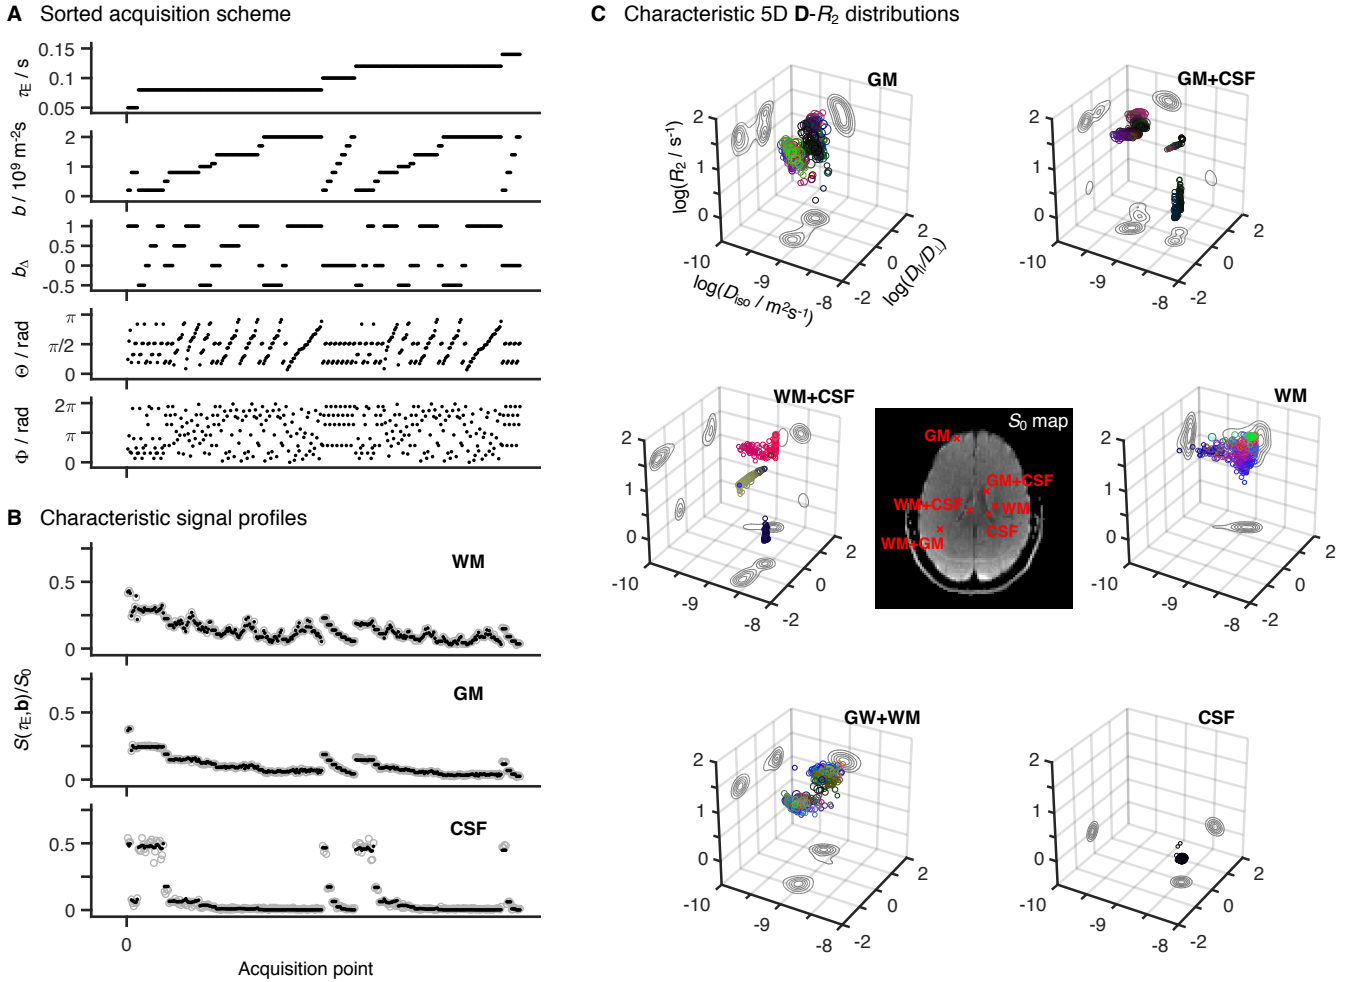 A Sorted acquisition scheme
τE / s
0.15
0.1
0.05
b / 10⁹ m⁻²s
2
1
0
bΔ
1
0.5
0
-0.5
Θ / rad
π
π/2
0
Φ / rad
2π
π
0
B Characteristic signal profiles
S(τE,b)/S0
WM
0.5
0
GM
0.5
0
CSF
0.5
0
0
Acquisition point
C Characteristic 5D D-R2 distributions
GM
log(R2 / s⁻¹)
2
1
0
-10
-9
-8
log(Diso / m²s⁻¹)
-2
0
2
log(D∥/D⊥)
GM+CSF
2
1
0
-10
-9
-8
-2
0
2
WM+CSF
2
1
0
-10
-9
-8
-2
0
2
S0 map
GM
GM+CSF
WM+CSF
WM
CSF
WM+GM
WM
2
1
0
-10
-9
-8
-2
0
2
GW+WM
2
1
0
-10
-9
-8
-2
0
2
CSF
2
1
0
-10
-9
-8
-2
0
2